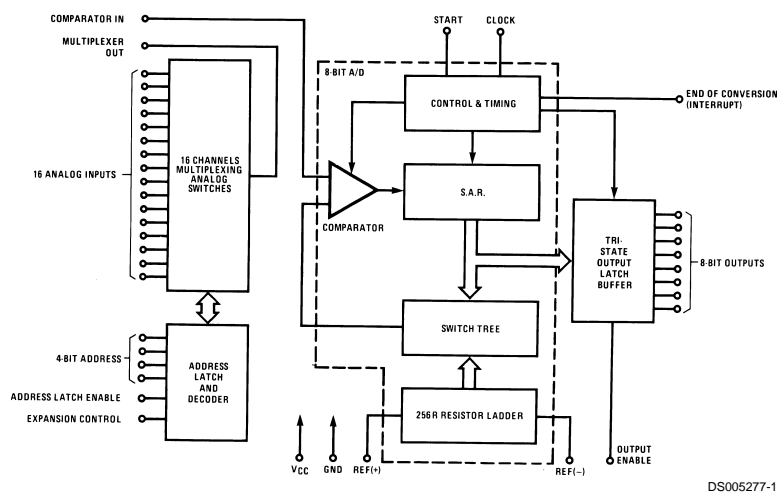 COMPARATOR IN
MULTIPLEXER
OUT
START
CLOCK
8-BIT A/D
CONTROL & TIMING
END OF CONVERSION
(INTERRUPT)
16 ANALOG INPUTS
16 CHANNELS
MULTIPLEXING
ANALOG
SWITCHES
S.A.R.
COMPARATOR
TRI-
STATE
OUTPUT
LATCH
BUFFER
8-BIT OUTPUTS
SWITCH TREE
4-BIT ADDRESS
ADDRESS
LATCH
AND
DECODER
ADDRESS LATCH ENABLE
EXPANSION CONTROL
256R RESISTOR LADDER
VCC
GND
REF(+)
REF(−)
OUTPUT
ENABLE
DS005277-1